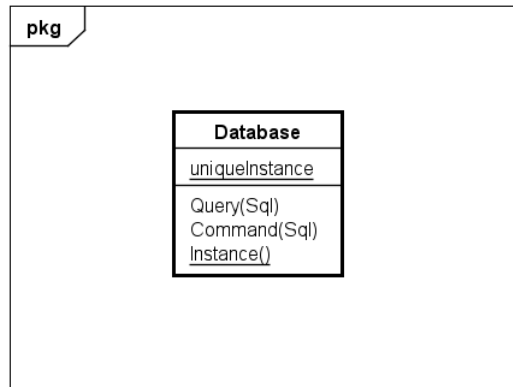 pkg
Database
uniqueInstance
Query(Sql)
Command(Sql)
Instance()